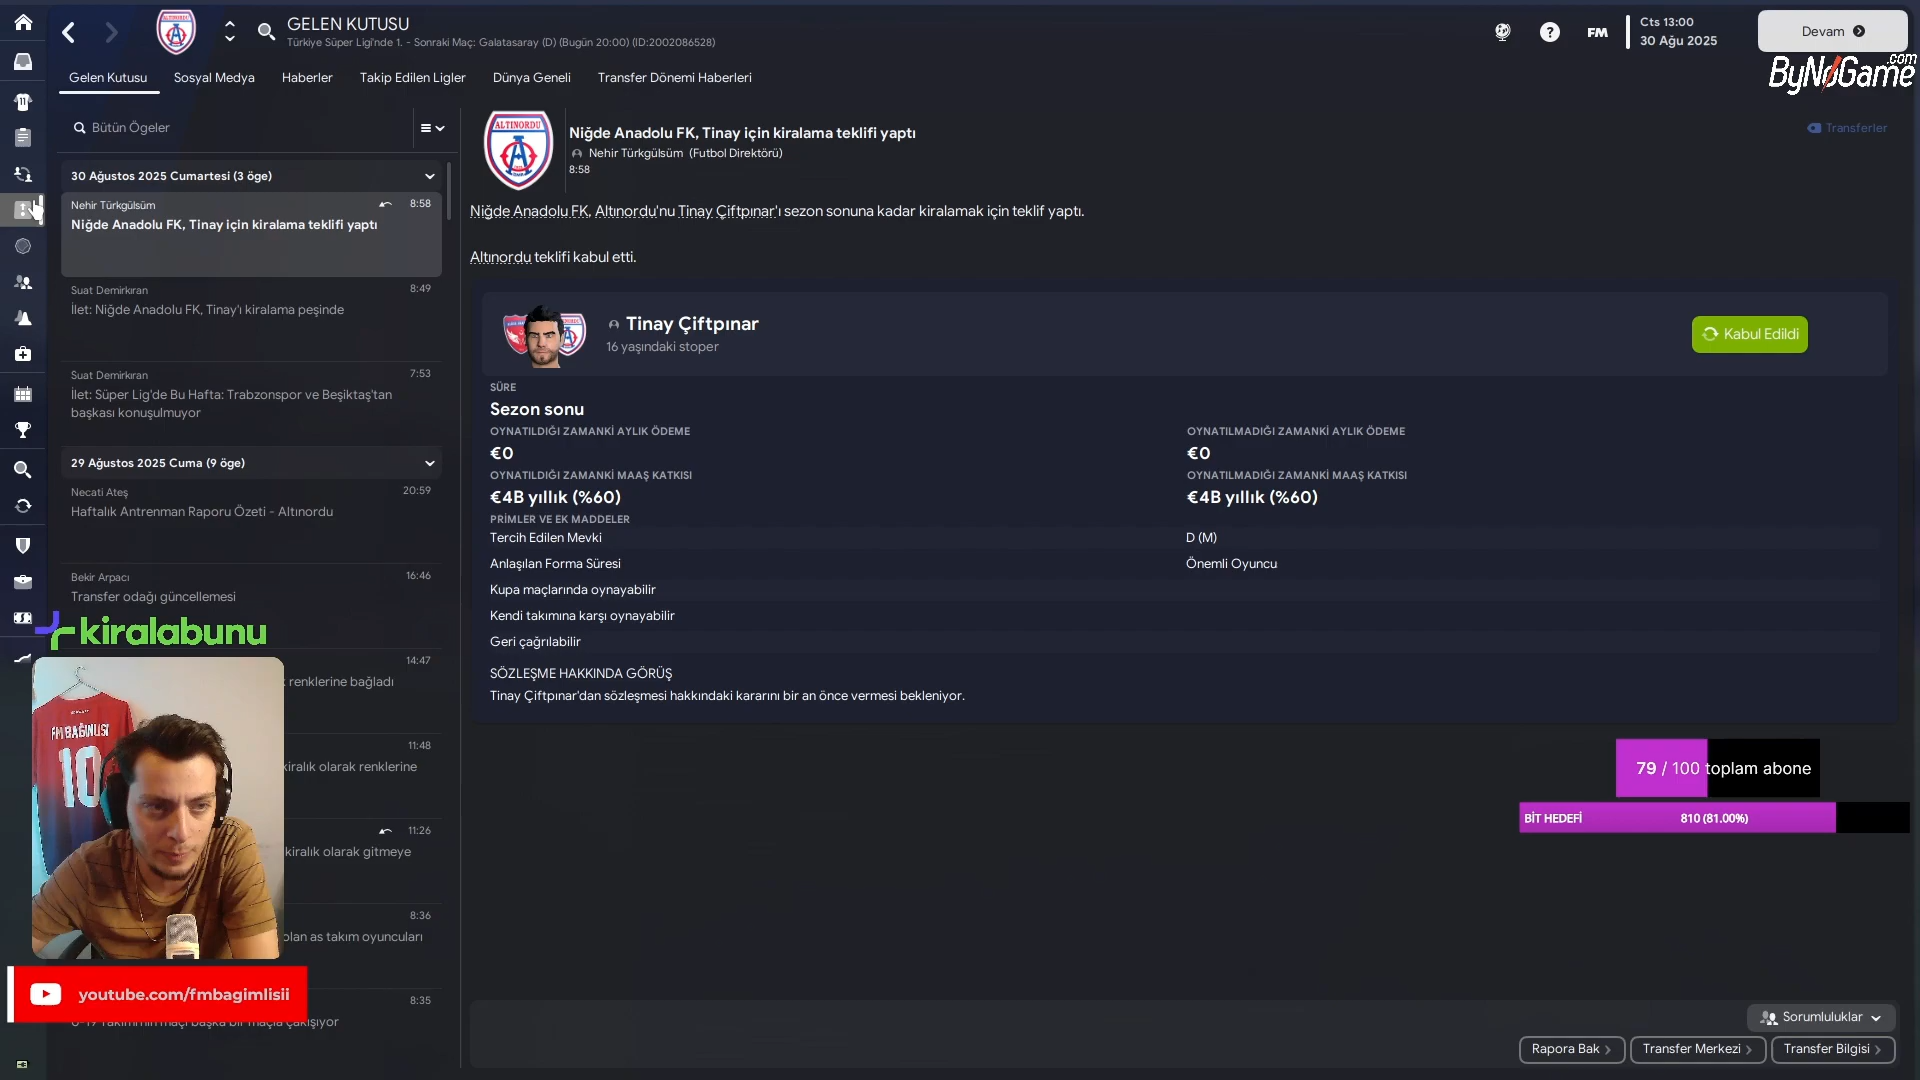 GELEN KUTUSU
Türkiye Süper Ligi'nde 1. - Sonraki Maç: Galatasaray (D) (Bugün 20:00) (ID:2002086528)
FM
Cts 13:00
30 Ağu 2025
Devam
ByNoGame.com
Gelen Kutusu
Sosyal Medya
Haberler
Takip Edilen Ligler
Dünya Geneli
Transfer Dönemi Haberleri
Bütün Ögeler
30 Ağustos 2025 Cumartesi (3 öge)
Nehir Türkgülsüm 8:58
Niğde Anadolu FK, Tinay için kiralama teklifi yaptı
Suat Demirkıran 8:49
İlet: Niğde Anadolu FK, Tinay'ı kiralama peşinde
Suat Demirkıran 7:53
İlet: Süper Lig'de Bu Hafta: Trabzonspor ve Beşiktaş'tan
başkası konuşulmuyor
29 Ağustos 2025 Cuma (9 öge)
Necati Ateş 20:59
Haftalık Antrenman Raporu Özeti - Altınordu
Bekir Arpacı 16:46
Transfer odağı güncellemesi
kiralabunu
14:47
renklerine bağladı
11:48
kiralık olarak renklerine
11:26
kiralık olarak gitmeye
8:36
olan as takım oyuncuları
8:35
U-19 Takımı'nın maçı başka bir maçla çakışıyor
FM BAĞIMLISI
10
youtube.com/fmbagimlisii
ALTINORDU
Niğde Anadolu FK, Tinay için kiralama teklifi yaptı
Nehir Türkgülsüm (Futbol Direktörü)
8:58
Transferler
Niğde Anadolu FK, Altınordu'nu Tinay Çiftpınar'ı sezon sonuna kadar kiralamak için teklif yaptı.
Altınordu teklifi kabul etti.
Tinay Çiftpınar
16 yaşındaki stoper
Kabul Edildi
SÜRE
Sezon sonu
OYNATILDIĞI ZAMANKİ AYLIK ÖDEME
€0
OYNATILMADIĞI ZAMANKİ AYLIK ÖDEME
€0
OYNATILDIĞI ZAMANKİ MAAŞ KATKISI
€4B yıllık (%60)
OYNATILMADIĞI ZAMANKİ MAAŞ KATKISI
€4B yıllık (%60)
PRİMLER VE EK MADDELER
Tercih Edilen Mevki D (M)
Anlaşılan Forma Süresi Önemli Oyuncu
Kupa maçlarında oynayabilir
Kendi takımına karşı oynayabilir
Geri çağrılabilir
SÖZLEŞME HAKKINDA GÖRÜŞ
Tinay Çiftpınar'dan sözleşmesi hakkındaki kararını bir an önce vermesi bekleniyor.
79 / 100 toplam abone
BİT HEDEFİ 810 (81.00%)
Sorumluluklar
Rapora Bak
Transfer Merkezi
Transfer Bilgisi